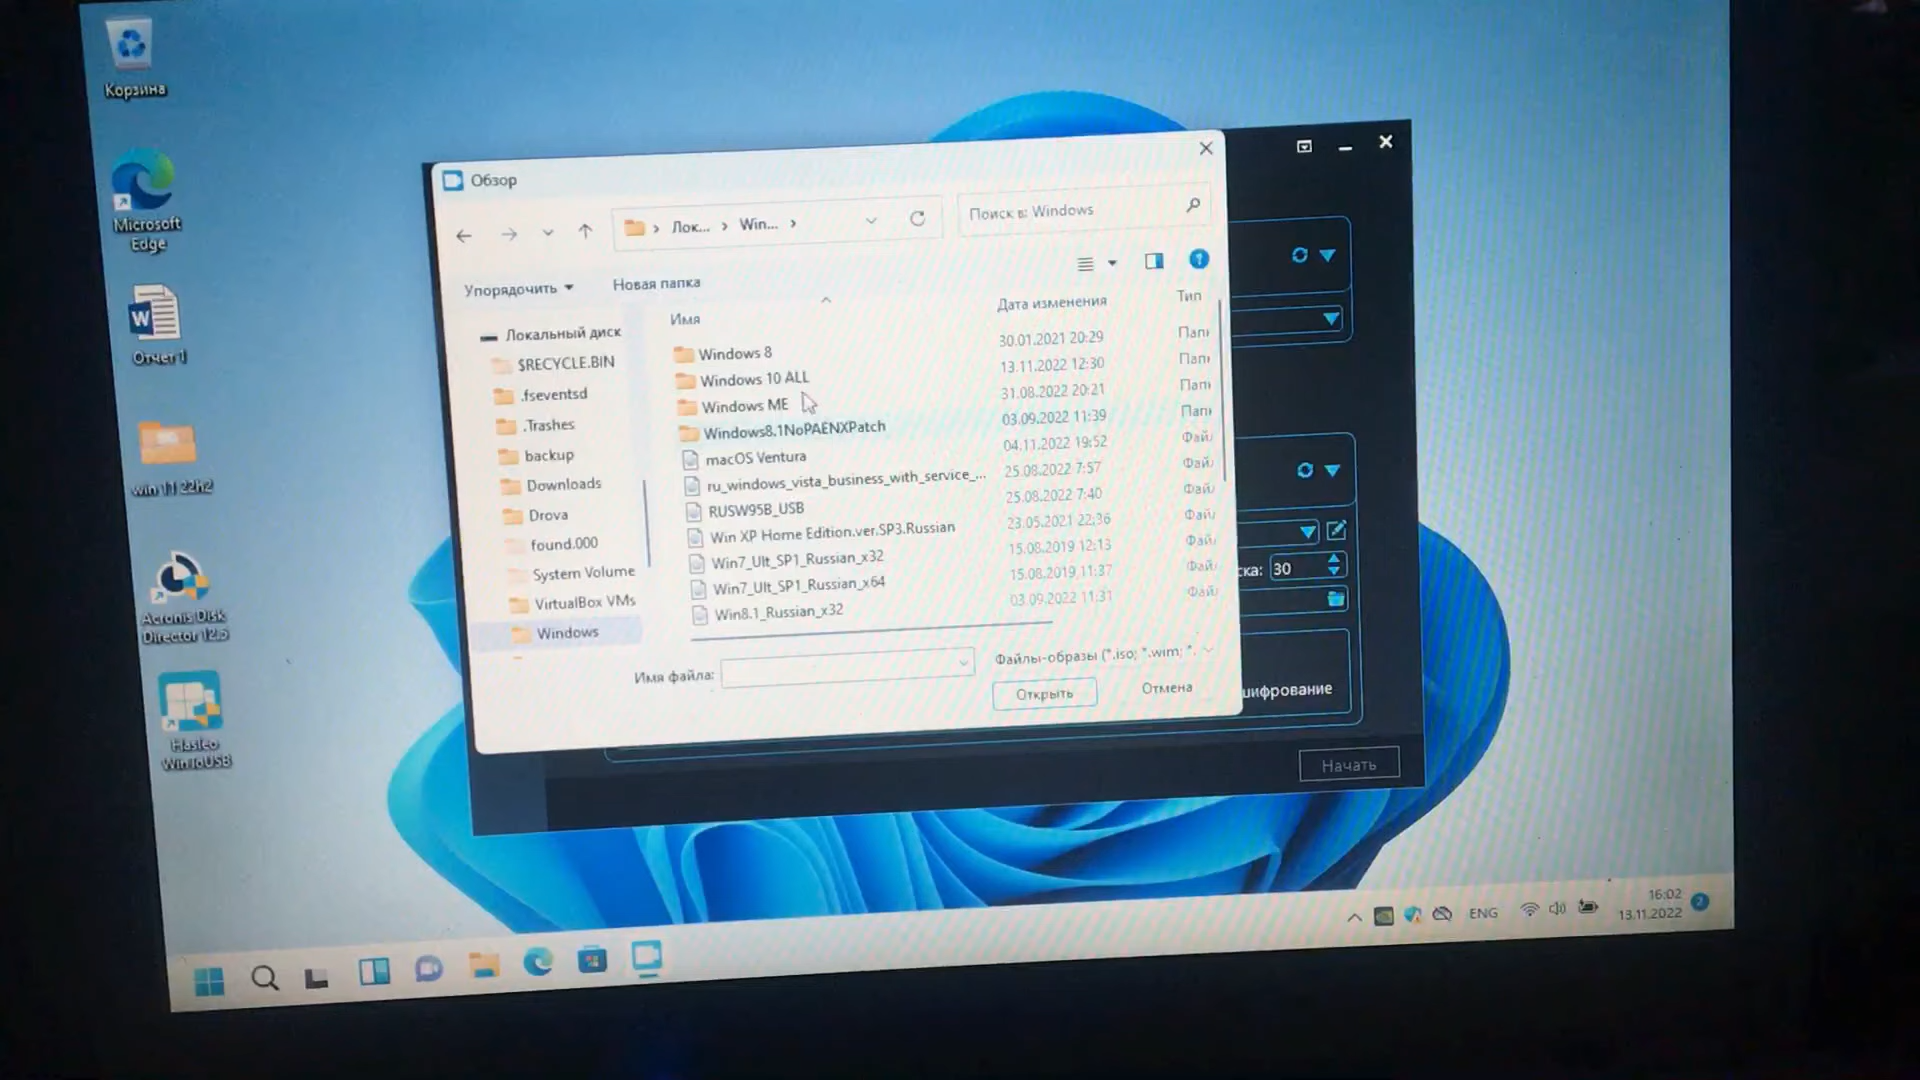 Корзина
Microsoft
Edge
Отчет 1
win 11 22h2
Acronis Disk
Director 12.5
Hasleo
WinToUSB
Обзор
Лок...
Win...
Поиск в: Windows
Упорядочить
Новая папка
Имя
Дата изменения
Тип
Локальный диск
$RECYCLE.BIN
.fseventsd
.Trashes
backup
Downloads
Drova
found.000
System Volume
VirtualBox VMs
Windows
Windows 8
30.01.2021 20:29
Папк
Windows 10 ALL
13.11.2022 12:30
Папк
Windows ME
31.08.2022 20:21
Папк
Windows8.1NoPAENXPatch
03.09.2022 11:39
Папк
macOS Ventura
04.11.2022 19:52
Фай
ru_windows_vista_business_with_service_...
25.08.2022 7:57
Фай
RUSW95B_USB
25.08.2022 7:40
Фай
Win XP Home Edition.ver.SP3.Russian
23.05.2021 22:36
Фай
Win7_Ult_SP1_Russian_x32
15.08.2019 12:13
Фай
Win7_Ult_SP1_Russian_x64
15.08.2019 11:37
Фай
Win8.1_Russian_x32
03.09.2022 11:31
Фай
Имя файла:
Файлы-образы (*.iso; *.wim; *.
Открыть
Отмена
ска: 30
шифрование
Начать
ENG
16:02
13.11.2022
2